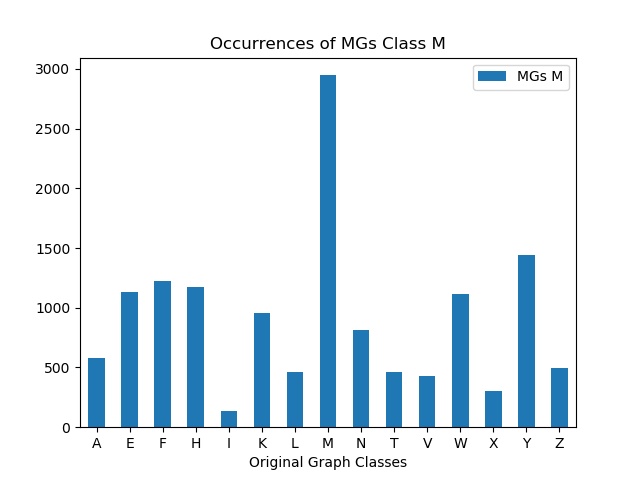 Occurrences of MGs Class M
MGs M
3000
2500
2000
1500
1000
500
0
A E F H I K L M N T V W X Y Z
Original Graph Classes